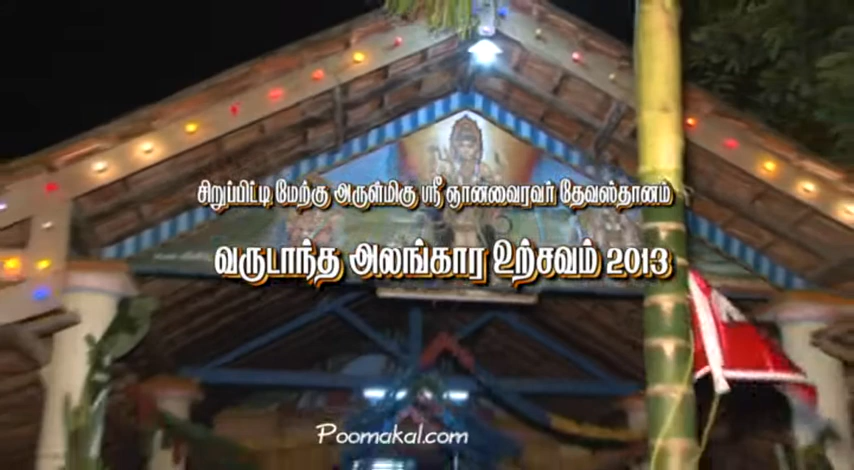 சிறுப்பிட்டி மேற்கு அருள்மிகு ஸ்ரீ ஞானவைரவர் தேவஸ்தானம்
வருடாந்த அலங்கார உற்சவம் 2013
Poomakal.com